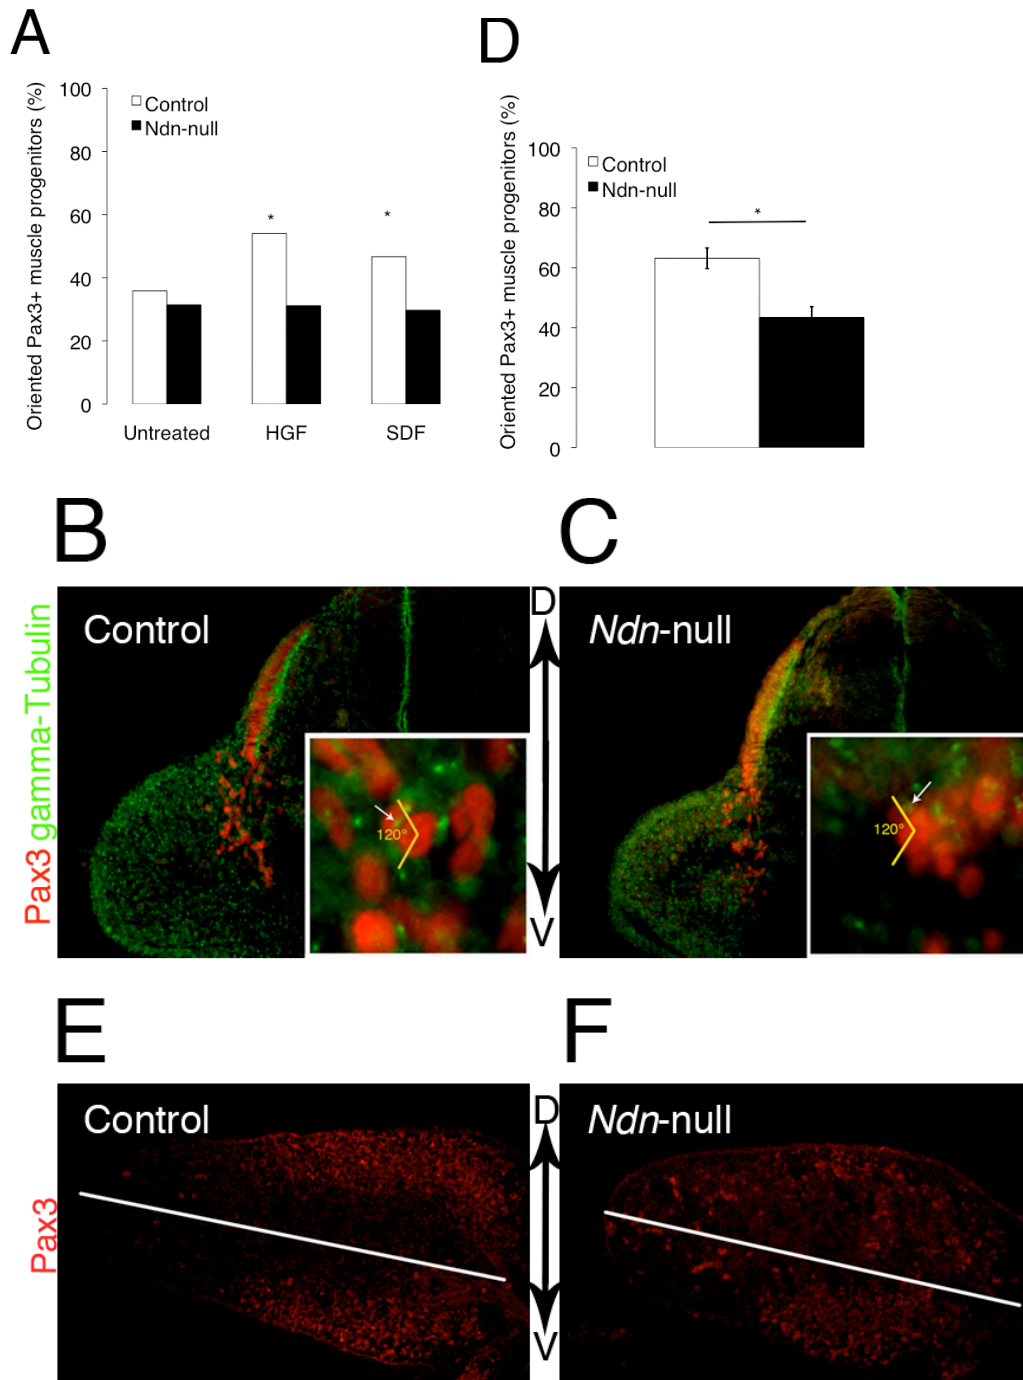 A
Oriented Pax3+ muscle progenitors (%)
100
80
60
40
20
0
Control
Ndn-null
*
*
Untreated HGF SDF
D
Oriented Pax3+ muscle progenitors (%)
100
80
60
40
20
0
Control
Ndn-null
*
B
Pax3 gamma-Tubulin
Control
120°
D
V
C
Ndn-null
120°
E
Pax3
Control
D
V
F
Ndn-null